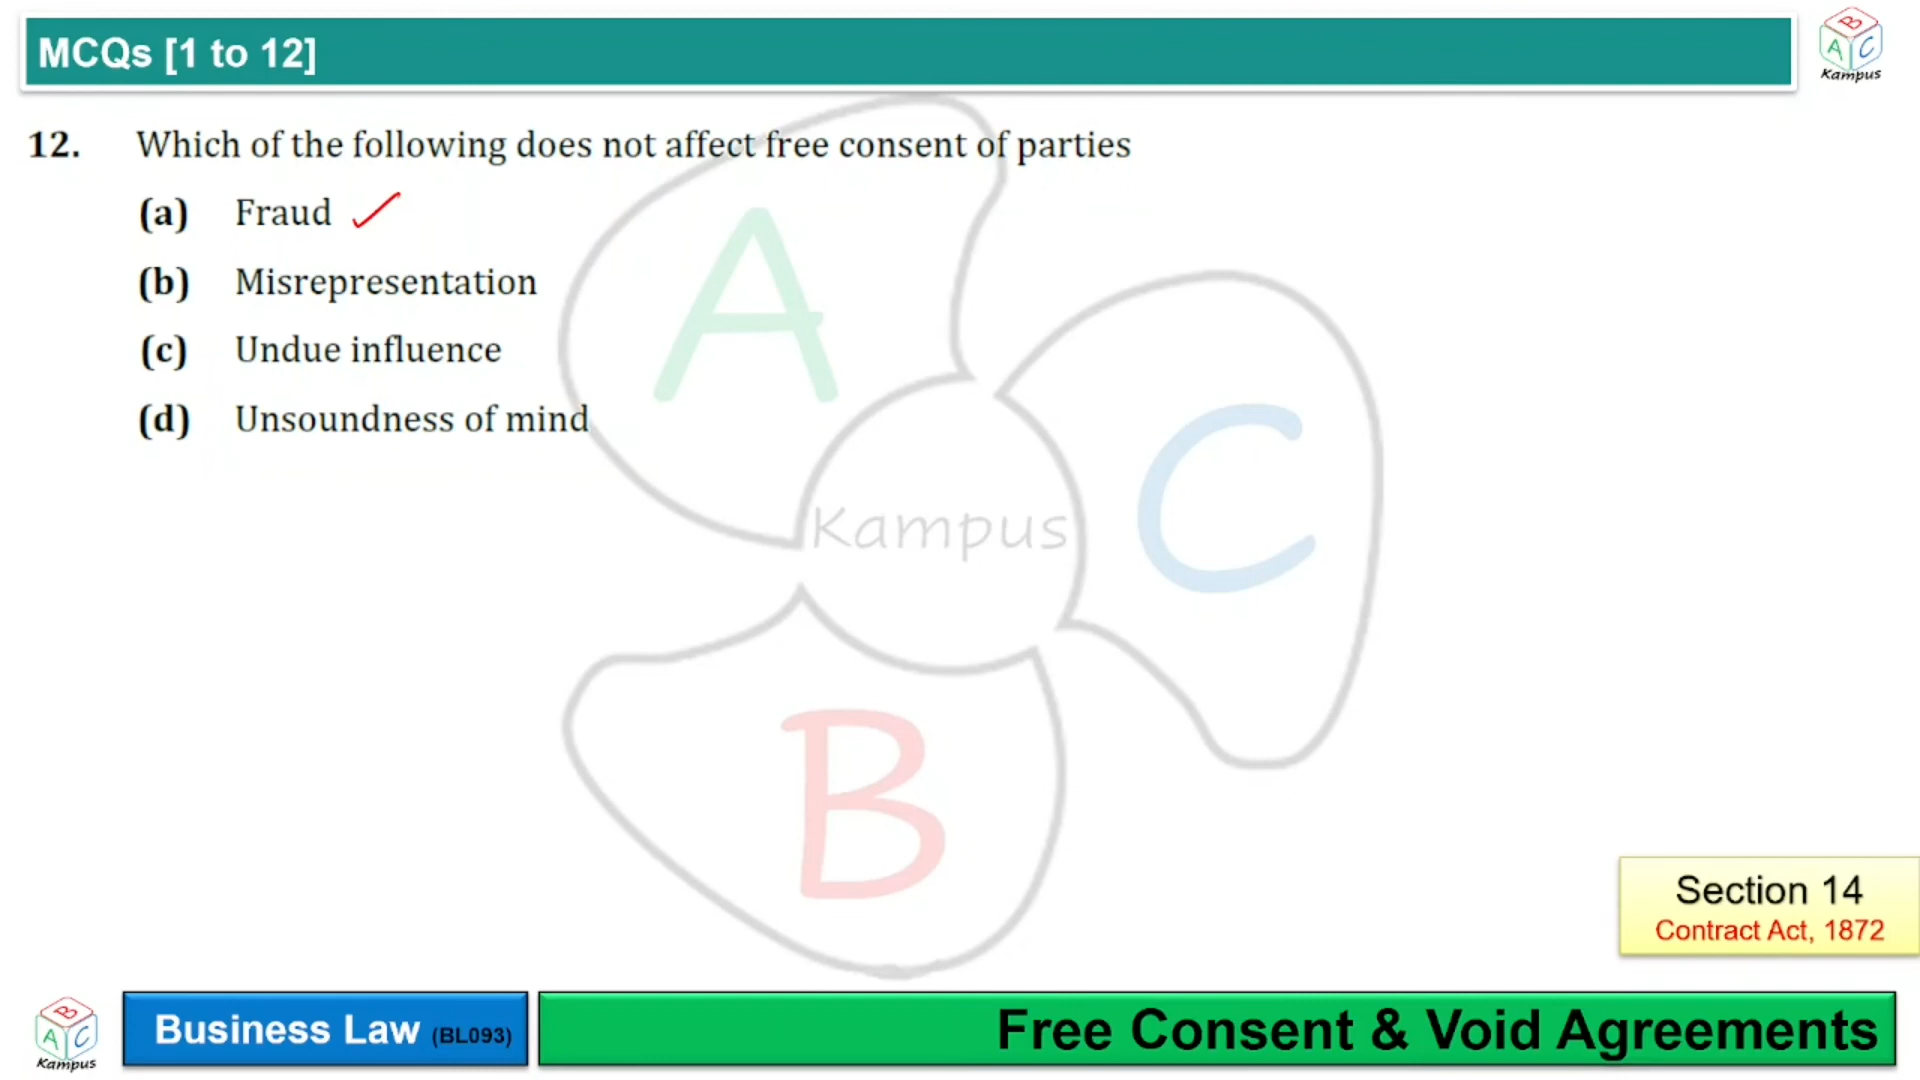 MCQs [1 to 12]
B
A C
Kampus
12. Which of the following does not affect free consent of parties
(a) Fraud
(b) Misrepresentation
(c) Undue influence
(d) Unsoundness of mind
A
C
Kampus
B
Section 14
Contract Act, 1872
B
A C
Kampus
Business Law (BL093)
Free Consent & Void Agreements